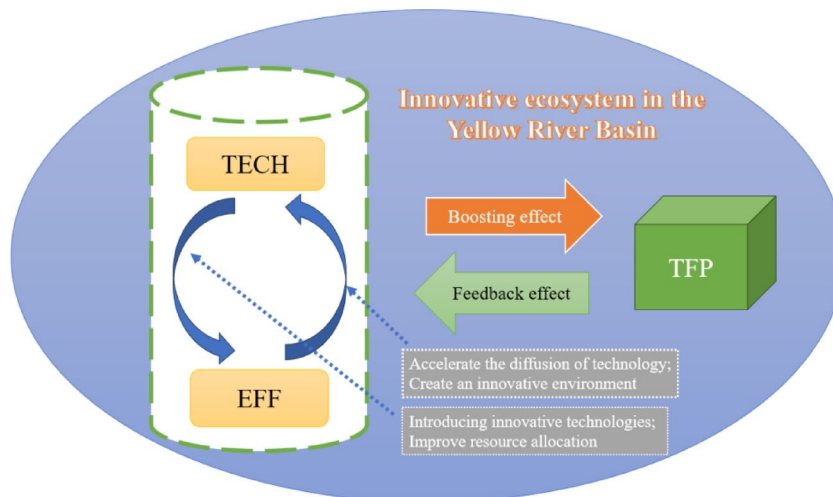 Innovative ecosystem in the
Yellow River Basin
TECH
Boosting effect
TFP
Feedback effect
Accelerate the diffusion of technology;
Create an innovative environment
EFF
Introducing innovative technologies;
Improve resource allocation